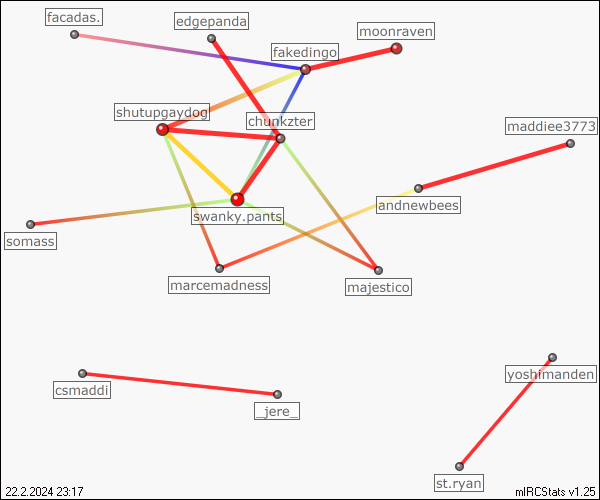 facadas.
edgepanda
moonraven
fakedingo
shutupgaydog
chunkzter
maddiee3773
andnewbees
swanky.pants
somass
marcemadness
majestico
yoshimanden
csmaddi
_jere_
st.ryan
22.2.2024 23:17
mIRCStats v1.25